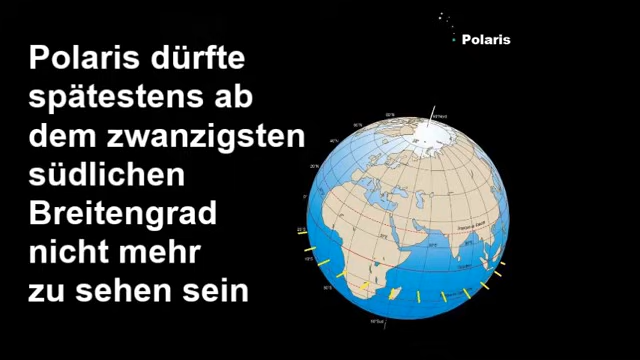 Polaris dürfte
spätestens ab
dem zwanzigsten
südlichen
Breitengrad
nicht mehr
zu sehen sein
Polaris